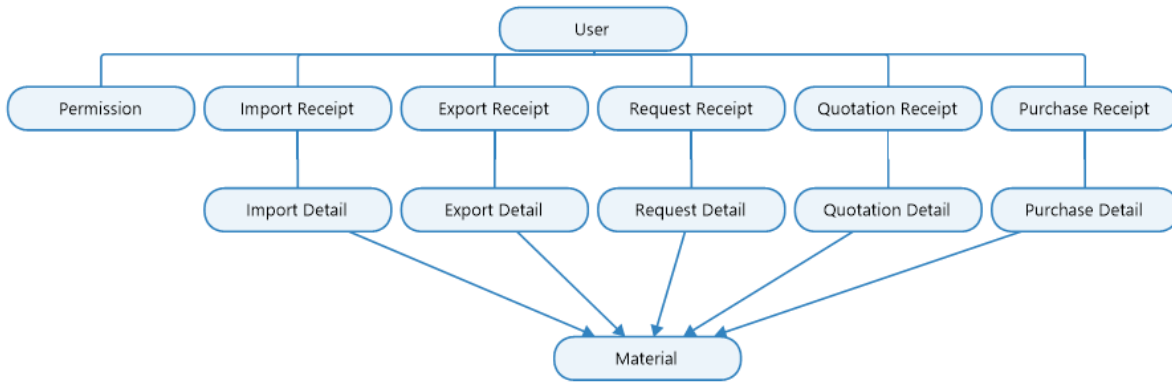 User
Permission
Import Receipt
Export Receipt
Request Receipt
Quotation Receipt
Purchase Receipt
Import Detail
Export Detail
Request Detail
Quotation Detail
Purchase Detail
Material